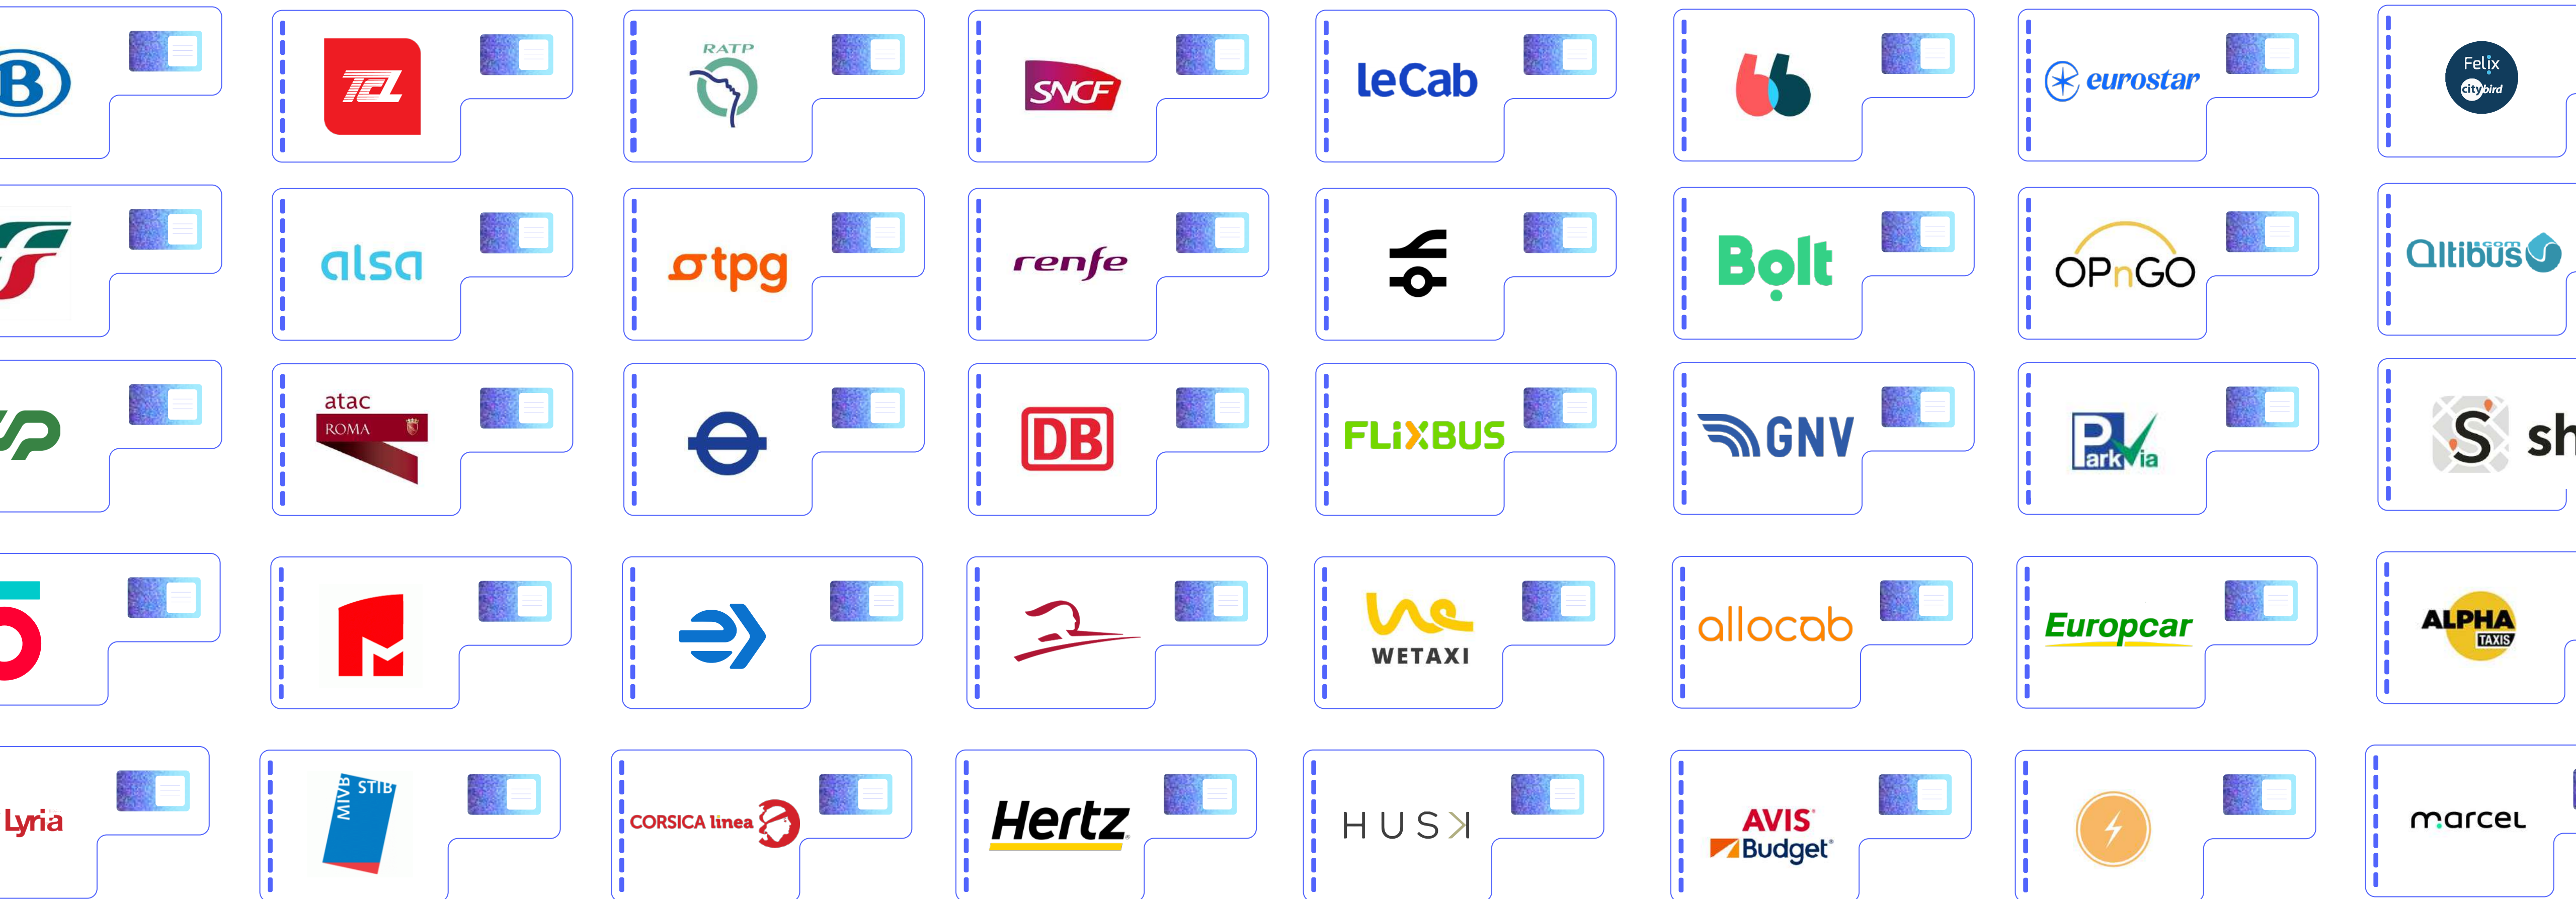 B
TCL
RATP
SNCF
leCab
eurostar
Felix
citybird
alsa
tpg
renfe
Bolt
OPnGO
altibus
.com
atac
ROMA
DB
FLiXBUS
GNV
ParkVia
S sh
WETAXI
allocab
Europcar
ALPHA
TAXIS
Lyria
MIVB
STIB
CORSICA linea
Hertz
HUSK
AVIS
Budget
marcel